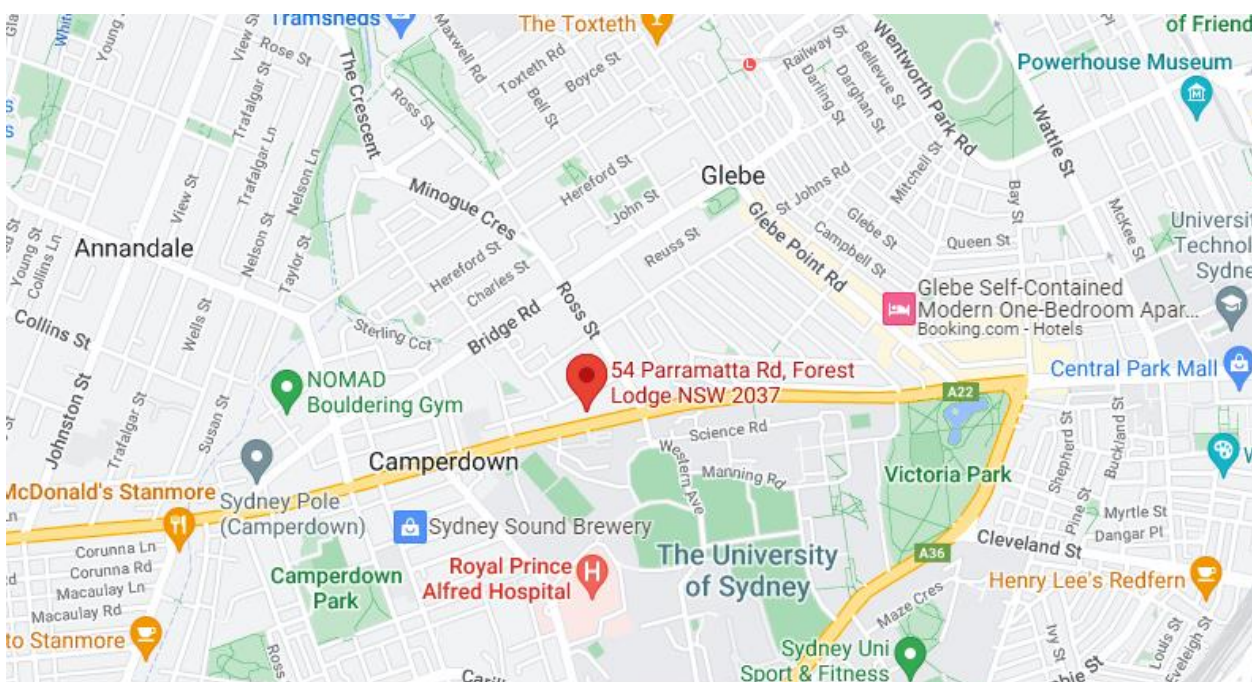 Tramsheds
The Toxteth
of Friend
Powerhouse Museum
Young St
View St
Rose St
Trafalgar St
Trafalgar Ln
Nelson Ln
The Crescent
Maxwell Rd
Ross St
Toxteth Rd
Boyce St
Bell St
Railway St
Darling St
Darghan St
Bellevue St
Wentworth Park Rd
Wattle St
Minogue Cres
Hereford St
John St
Glebe
St Johns Rd
Mitchell St
Bay St
McKee St
View St
Annandale
Young St
Collins Ln
Nelson St
Taylor St
Hereford St
Charles St
Reuss St
Glebe Point Rd
Glebe St
Campbell St
Queen St
Universit
Technol
Sydne
Collins St
Wells St
Sterling Cct
Bridge Rd
Ross St
Glebe Self-Contained
Modern One-Bedroom Apar...
Booking.com - Hotels
Johnston St
Trafalgar St
Susan St
NOMAD
Bouldering Gym
54 Parramatta Rd, Forest
Lodge NSW 2037
A22
Central Park Mall
Camperdown
Science Rd
Western Ave
Manning Rd
Victoria Park
Shepherd St
Buckland St
McDonald's Stanmore
Sydney Pole
(Camperdown)
Sydney Sound Brewery
Pine St
Myrtle St
Dangar Pl
Corunna Ln
Corunna Rd
Macaulay Ln
Macaulay Rd
Camperdown
Park
Royal Prince
Alfred Hospital
H
The University
of Sydney
A36
Cleveland St
Henry Lee's Redfern
to Stanmore
Ross
Maze Cres
Sydney Uni
Sport & Fitness
Ivy St
Louis St
Eveleigh St